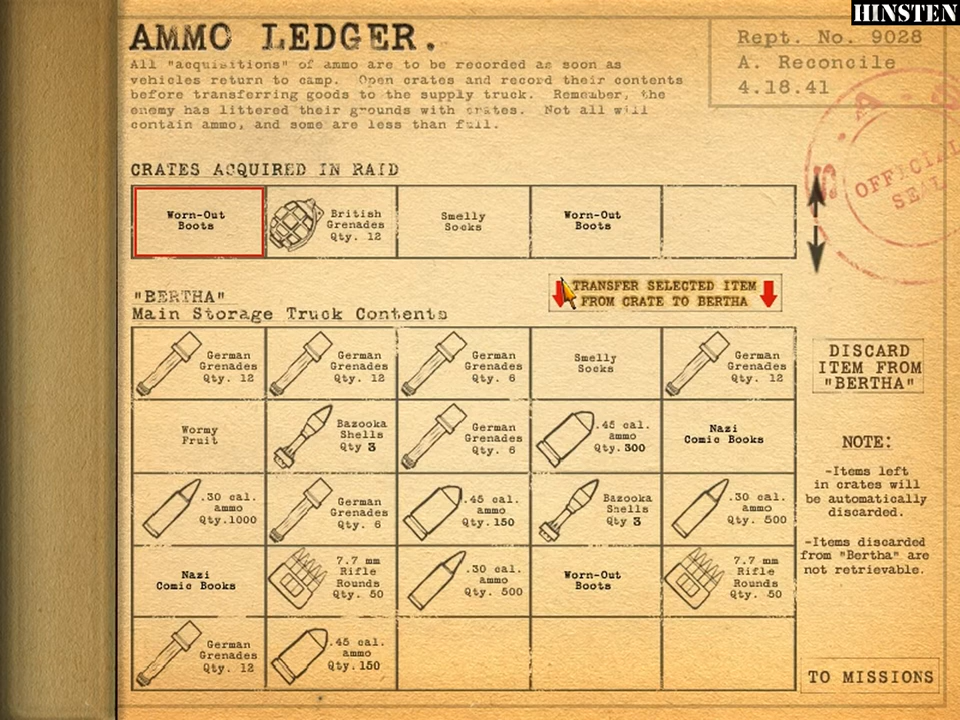 HINSTEN
AMMO LEDGER.
All "acquisitions" of ammo are to be recorded as soon as
vehicles return to camp. Open crates and record their contents
before transferring goods to the supply truck. Remember, the
enemy has littered their grounds with crates. Not all will
contain ammo, and some are less than full.
Rept. No. 9028
A. Reconcile
4.18.41
OFFICIAL
SEAL
CRATES ACQUIRED IN RAID
Worn-Out
Boots
British
Grenades
Qty. 12
Smelly
Socks
Worn-Out
Boots
"BERTHA"
Main Storage Truck Contents
TRANSFER SELECTED ITEM
FROM CRATE TO BERTHA
German
Grenades
Qty. 12
German
Grenades
Qty. 12
German
Grenades
Qty. 6
Smelly
Socks
German
Grenades
Qty. 12
Wormy
Fruit
Bazooka
Shells
Qty 3
German
Grenades
Qty. 6
.45 cal.
ammo
Qty. 300
Nazi
Comic Books
.30 cal.
ammo
Qty. 1000
German
Grenades
Qty. 6
.45 cal.
ammo
Qty. 150
Bazooka
Shells
Qty 3
.30 cal.
ammo
Qty. 500
Nazi
Comic Books
7.7 mm
Rifle
Rounds
Qty. 50
.30 cal.
ammo
Qty. 500
Worn-Out
Boots
7.7 mm
Rifle
Rounds
Qty. 50
German
Grenades
Qty. 12
.45 cal.
ammo
Qty. 150
DISCARD
ITEM FROM
"BERTHA"
NOTE:
-Items left
in crates will
be automatically
discarded.
-Items discarded
from "Bertha" are
not retrievable.
TO MISSIONS